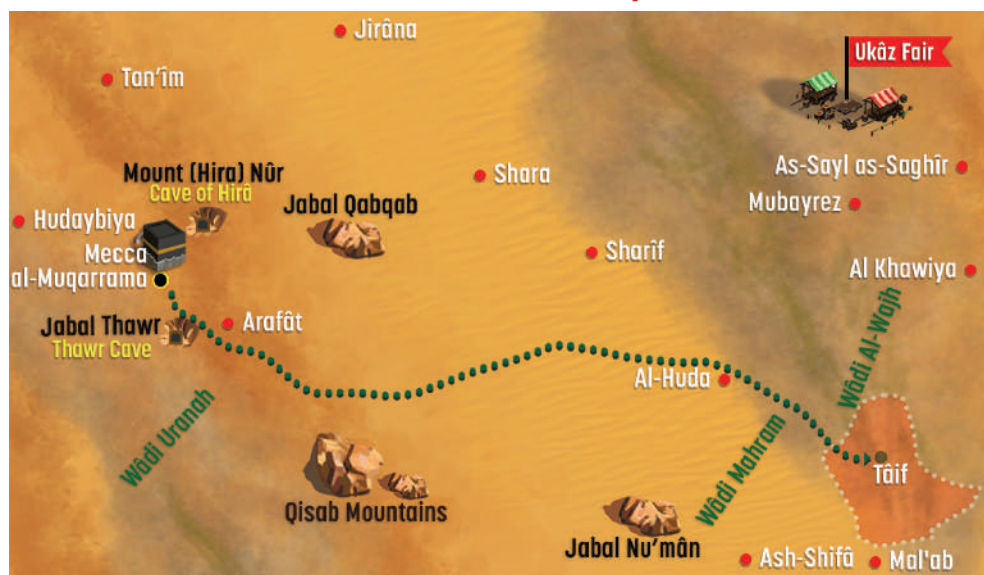 Jirâna
Ukâz Fair
Tan'îm
Mount (Hira) Nûr
Cave of Hirâ
Shara
As-Sayl as-Saghîr
Jabal Qabqab
Mubayrez
Hudaybiya
Mecca
al-Muqarrama
Sharîf
Al Khawiya
Jabal Thawr
Thawr Cave
Arafât
Wâdi Al-Wajh
Al-Huda
Wâdi Uranah
Wâdi Mahram
Tâif
Qisab Mountains
Jabal Nu'mân
Ash-Shifâ
Mal'ab